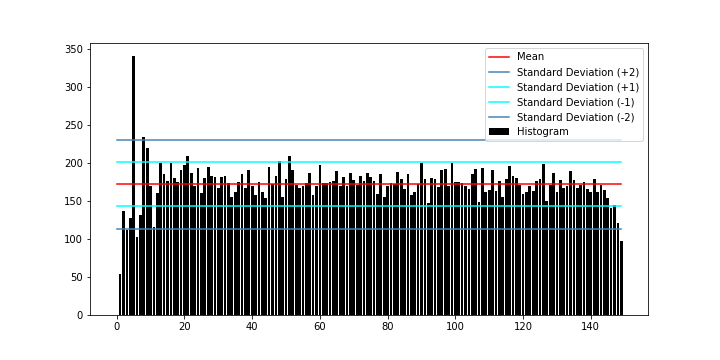 350
300
250
200
150
100
50
0
0 20 40 60 80 100 120 140
Mean
Standard Deviation (+2)
Standard Deviation (+1)
Standard Deviation (-1)
Standard Deviation (-2)
Histogram